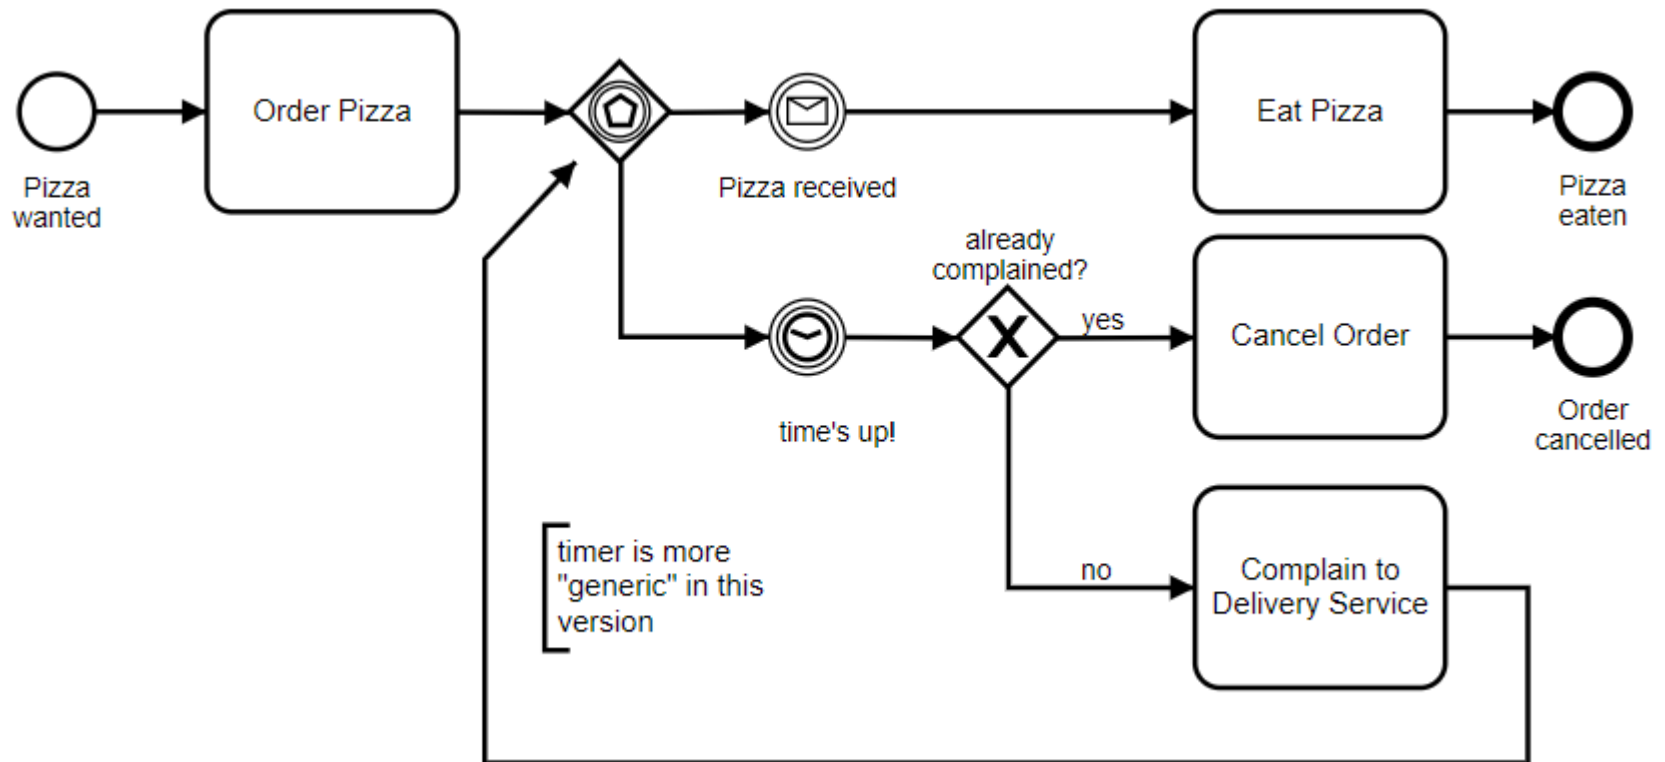 Order Pizza
Eat Pizza
Pizza
wanted
Pizza received
Pizza
eaten
already
complained?
yes
Cancel Order
time's up!
Order
cancelled
timer is more
"generic" in this
version
no
Complain to
Delivery Service